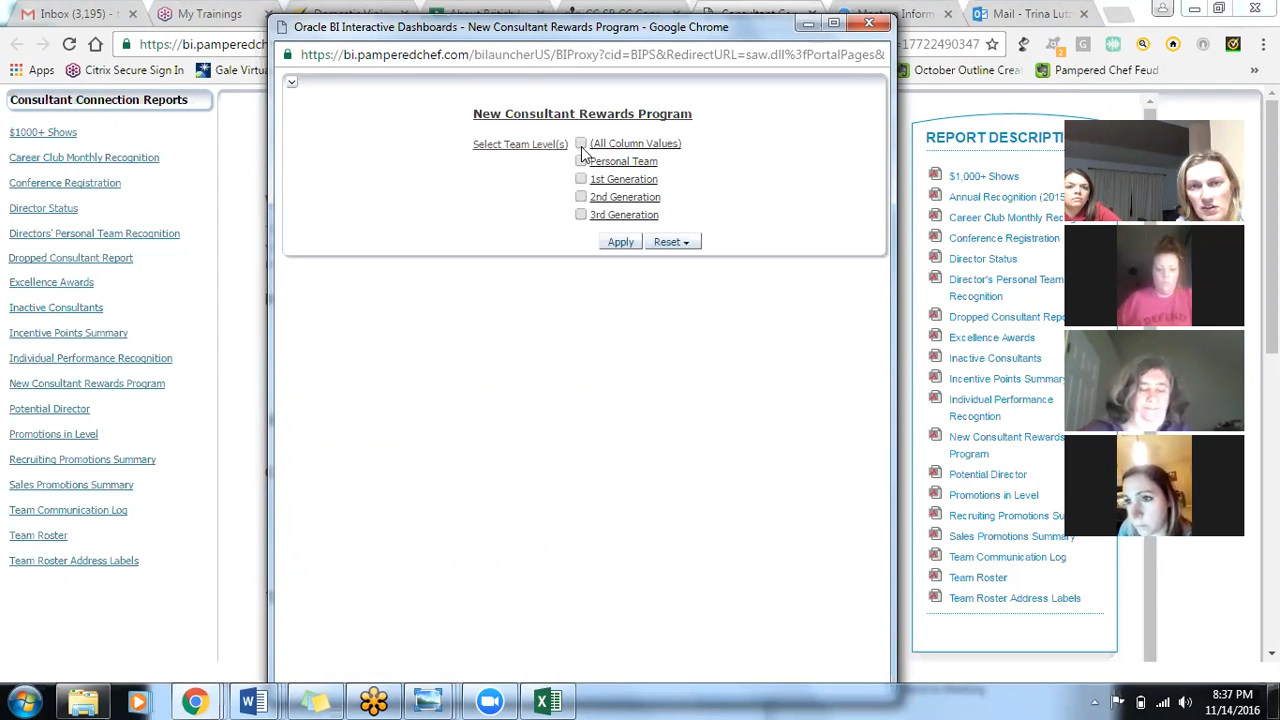 Inbox (3,195) -
My Trainings
Oracle BI Interactive Dashboards - New Consultant Rewards Program - Google Chrome
Mail - Trina Lut
https://bi.pampered
https://bi.pamperedchef.com/bilauncherUS/BIProxy?cid=BIPS&RedirectURL=saw.dll%3fPortalPages&
17722490347
Apps
Citrix Secure Sign In
Gale Virtual
October Outline
Pampered Chef Feud
Consultant Connection Reports
$1000+ Shows
Career Club Monthly Recognition
Conference Registration
Director Status
Directors' Personal Team Recognition
Dropped Consultant Report
Excellence Awards
Inactive Consultants
Incentive Points Summary
Individual Performance Recognition
New Consultant Rewards Program
Potential Director
Promotions in Level
Recruiting Promotions Summary
Sales Promotions Summary
Team Communication Log
Team Roster
Team Roster Address Labels
New Consultant Rewards Program
Select Team Level(s)
(All Column Values)
Personal Team
1st Generation
2nd Generation
3rd Generation
Apply
Reset
REPORT DESCRIPTION
$1,000+ Shows
Annual Recognition (2015
Career Club Monthly Rec
Conference Registration
Director Status
Director's Personal Team
Recognition
Dropped Consultant Repo
Excellence Awards
Inactive Consultants
Incentive Points Summary
Individual Performance
Recogntion
New Consultant Rewards
Program
Potential Director
Promotions in Level
Recruiting Promotions Su
Sales Promotions Summary
Team Communication Log
Team Roster
Team Roster Address Labels
8:37 PM
11/14/2016